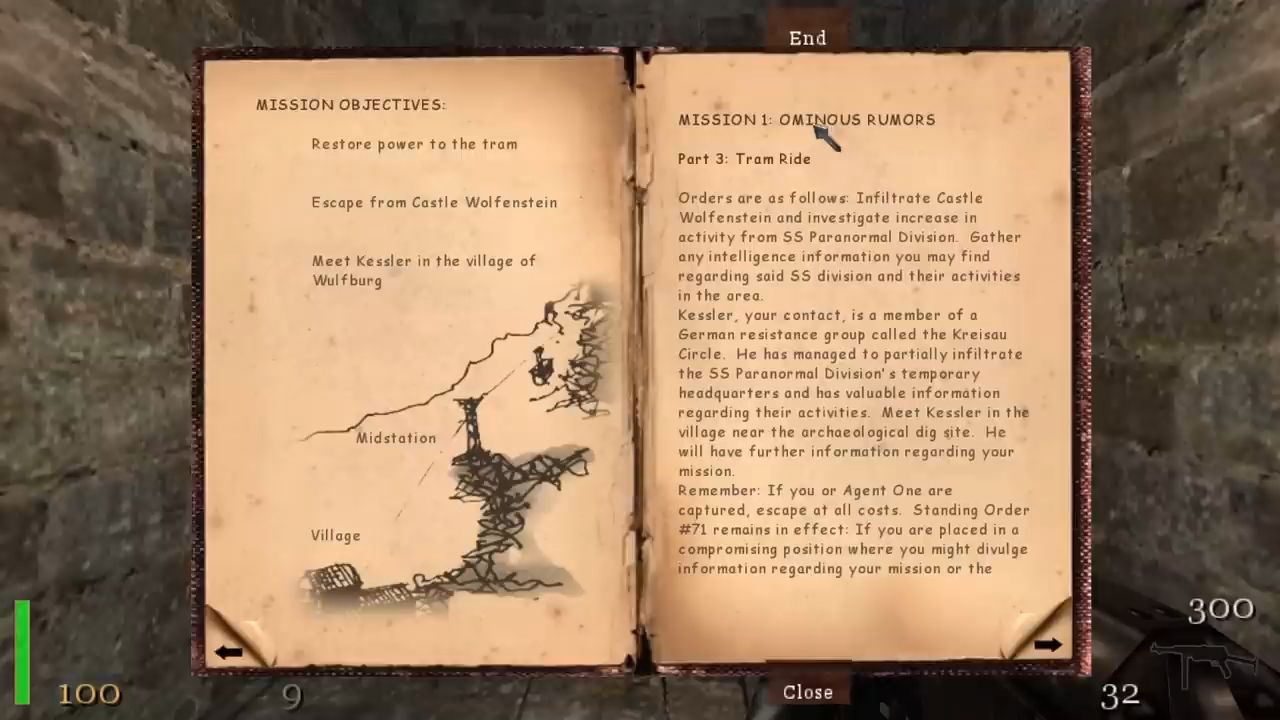 End
MISSION OBJECTIVES:
Restore power to the tram
Escape from Castle Wolfenstein
Meet Kessler in the village of
Wulfburg
Midstation
Village
MISSION 1: OMINOUS RUMORS
Part 3: Tram Ride
Orders are as follows: Infiltrate Castle
Wolfenstein and investigate increase in
activity from SS Paranormal Division. Gather
any intelligence information you may find
regarding said SS division and their activities
in the area.
Kessler, your contact, is a member of a
German resistance group called the Kreisau
Circle. He has managed to partially infiltrate
the SS Paranormal Division's temporary
headquarters and has valuable information
regarding their activities. Meet Kessler in the
village near the archaeological dig site. He
will have further information regarding your
mission.
Remember: If you or Agent One are
captured, escape at all costs. Standing Order
#71 remains in effect: If you are placed in a
compromising position where you might divulge
information regarding your mission or the
300
100
9
Close
32